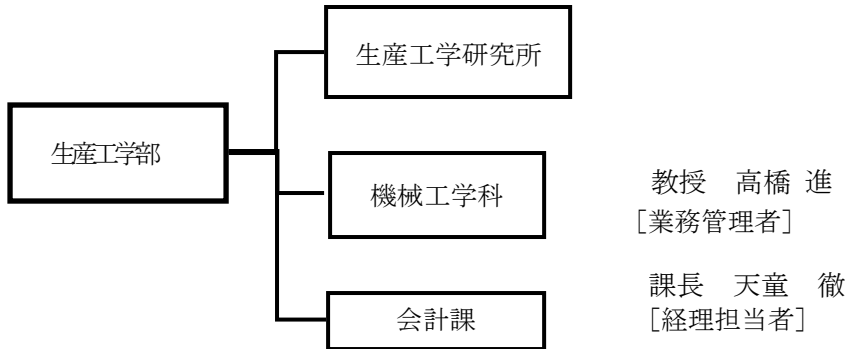 生産工学研究所
生産工学部
機械工学科
教授　高橋 進
［業務管理者］
会計課
課長　天童　徹
［経理担当者］